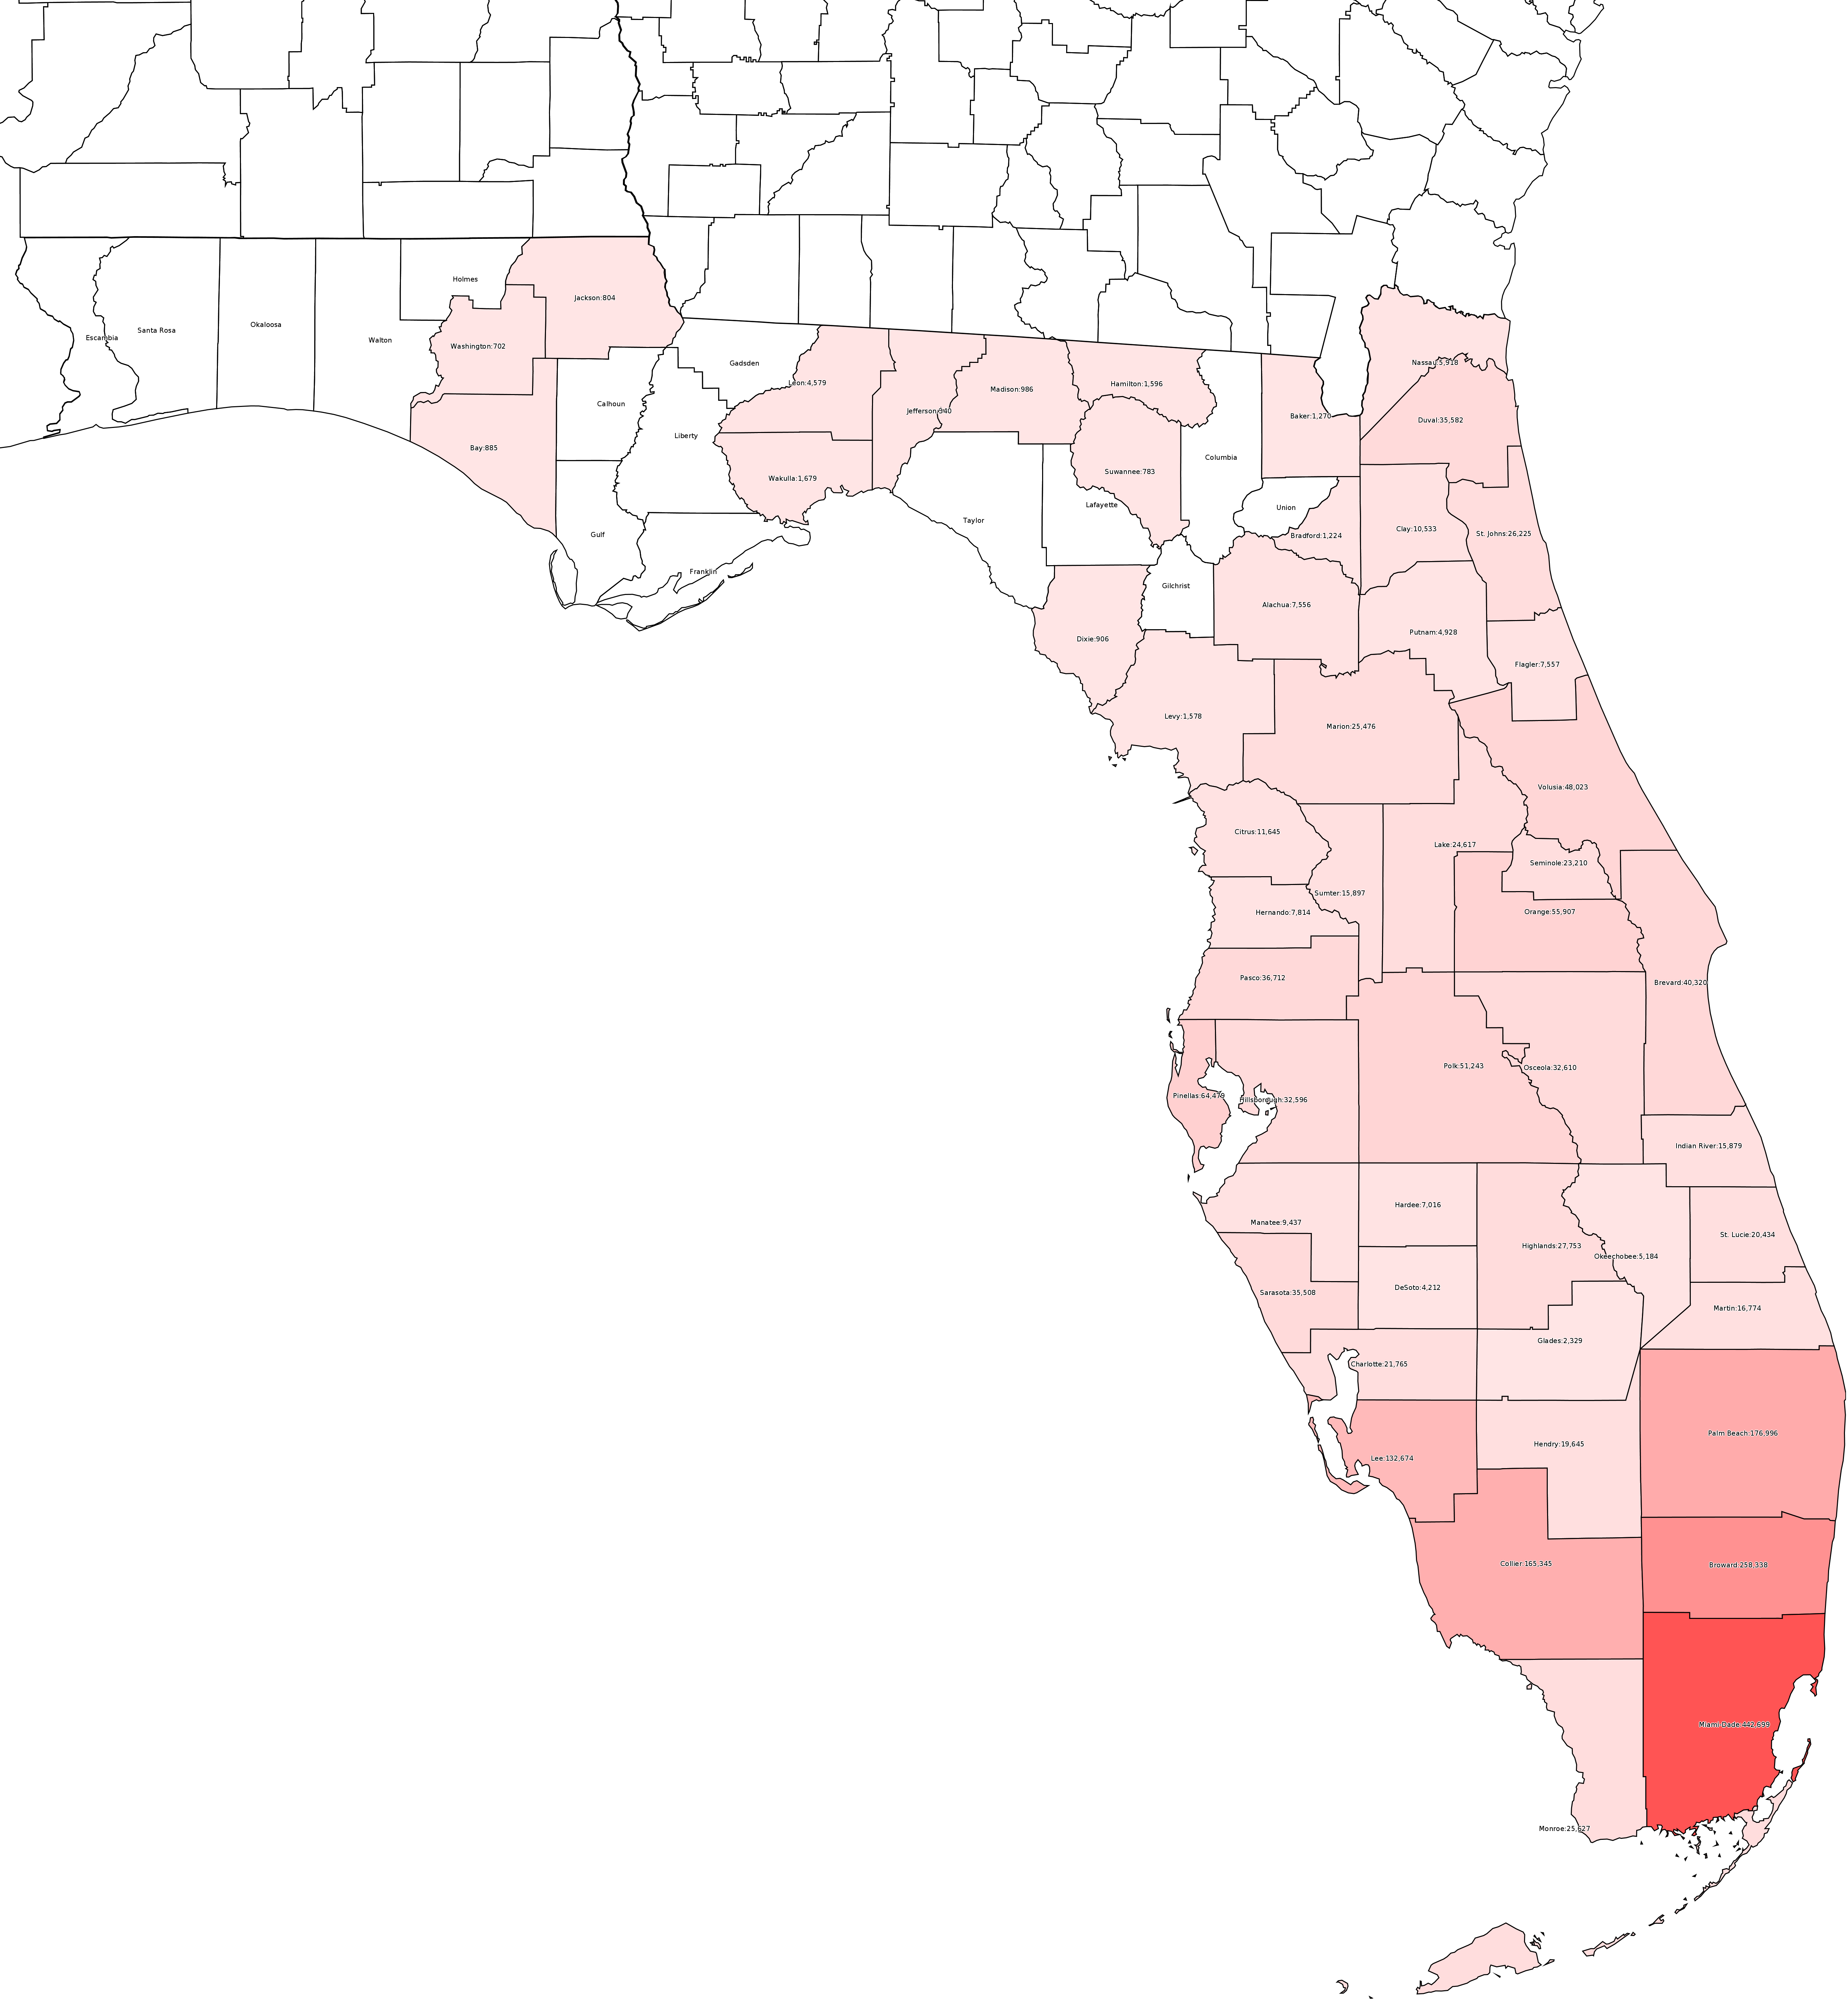 Holmes
Jackson:804
Okaloosa
Santa Rosa
Escambia
Walton
Washington:702
Gadsden
Nassau:5,918
Leon:4,579
Hamilton:1,596
Madison:986
Calhoun
Jefferson:340
Baker:1,270
Duval:35,582
Liberty
Bay:885
Columbia
Suwannee:783
Wakulla:1,679
Lafayette
Union
Taylor
Clay:10,533
St. Johns:26,225
Gulf
Bradford:1,224
Franklin
Gilchrist
Alachua:7,556
Putnam:4,928
Dixie:906
Flagler:7,557
Levy:1,578
Marion:25,476
Volusia:48,023
Citrus:11,645
Lake:24,617
Seminole:23,210
Sumter:15,897
Hernando:7,814
Orange:55,907
Pasco:36,712
Brevard:40,320
Polk:51,243
Osceola:32,610
Pinellas:64,479
Hillsborough:32,596
Indian River:15,879
Hardee:7,016
Manatee:9,437
St. Lucie:20,434
Highlands:27,753
Okeechobee:5,184
DeSoto:4,212
Sarasota:35,508
Martin:16,774
Glades:2,329
Charlotte:21,765
Palm Beach:176,996
Hendry:19,645
Lee:132,674
Collier:165,345
Broward:258,338
Miami-Dade:442,699
Monroe:25,627